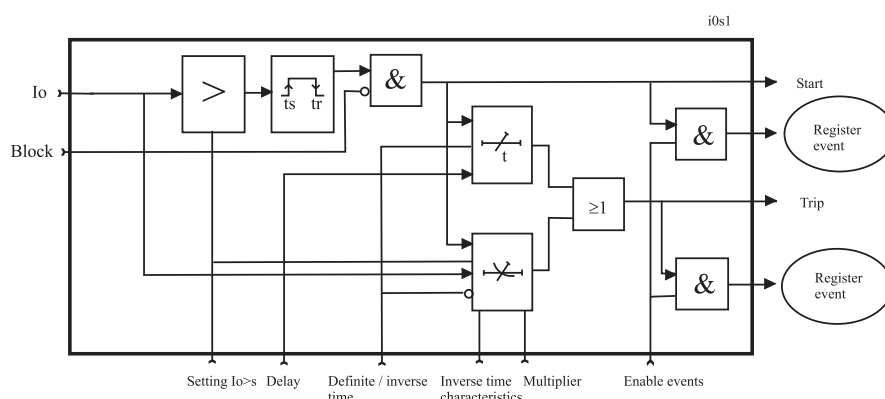 i0s1
Io
>
ts tr
&
Start
Block
t
&
Register
event
≥1
Trip
&
Register
event
Setting Io>s
Delay
Definite / inverse
time
Inverse time
characteristics
Multiplier
Enable events